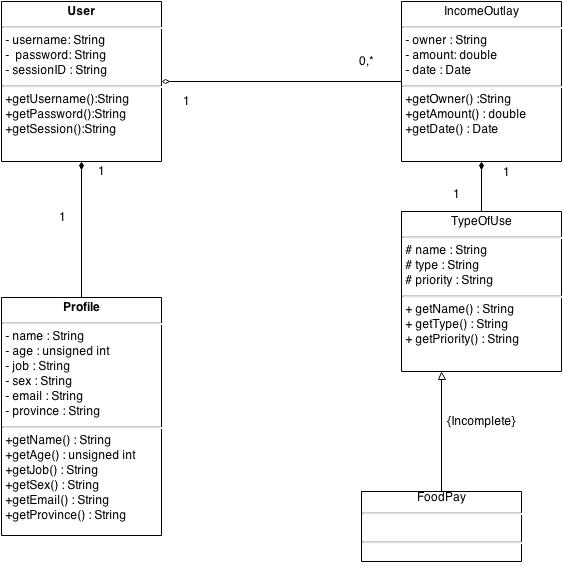 User
- username: String
- password: String
- sessionID : String
+getUsername():String
+getPassword():String
+getSession():String
0,*
1
IncomeOutlay
- owner : String
- amount: double
- date : Date
+getOwner() :String
+getAmount() : double
+getDate() : Date
1
1
1
1
TypeOfUse
# name : String
# type : String
# priority : String
+ getName() : String
+ getType() : String
+ getPriority() : String
Profile
- name : String
- age : unsigned int
- job : String
- sex : String
- email : String
- province : String
+getName() : String
+getAge() : unsigned int
+getJob() : String
+getSex() : String
+getEmail() : String
+getProvince() : String
{Incomplete}
FoodPay